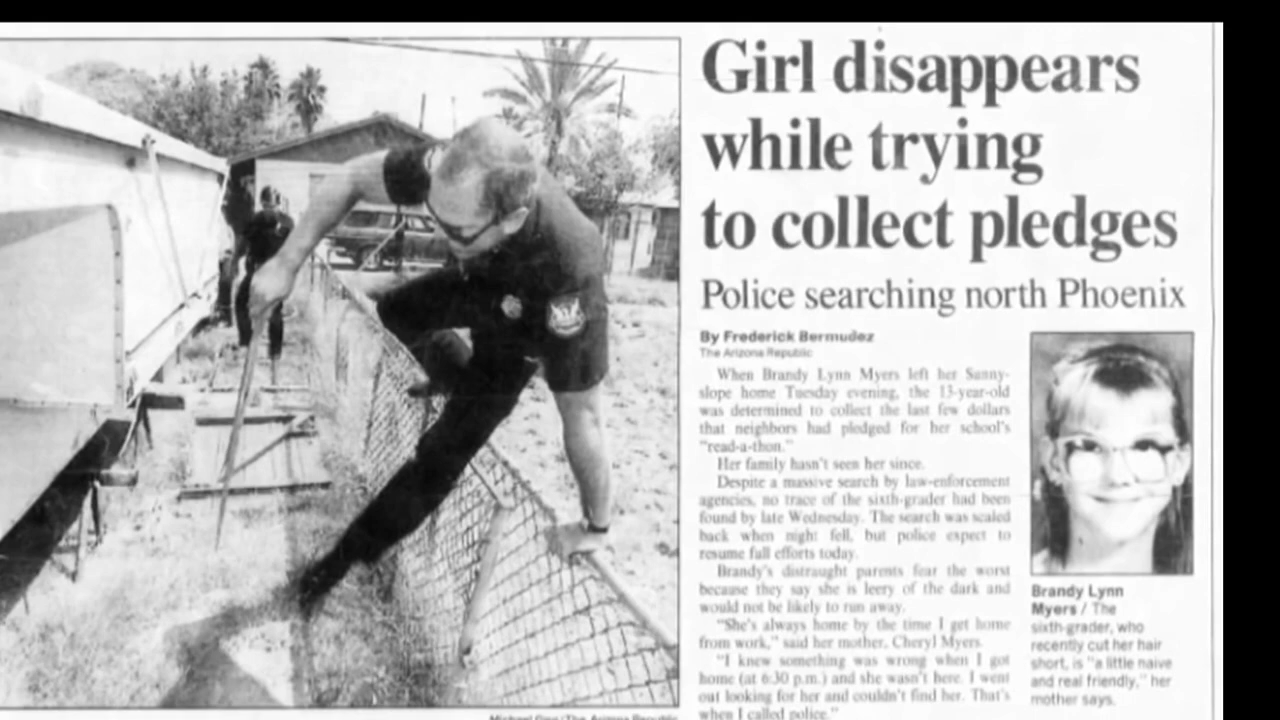 Girl disappears
while trying
to collect pledges
Police searching north Phoenix
By Frederick Bermudez
The Arizona Republic
When Brandy Lynn Myers left her Sunny-
slope home Tuesday evening, the 13-year-old
was determined to collect the last few dollars
that neighbors had pledged for her school's
"read-a-thon."
Her family hasn't seen her since.
Despite a massive search by law-enforcement
agencies, no trace of the sixth-grader had been
found by late Wednesday. The search was scaled
back when night fell, but police expect to
resume full efforts today.
Brandy's distraught parents fear the worst
because they say she is leery of the dark and
would not be likely to run away.
"She's always home by the time I get home
from work," said her mother, Cheryl Myers.
"I knew something was wrong when I got
home (at 6:30 p.m.) and she wasn't here. I went
out looking for her and couldn't find her. That's
when I called police."
Brandy Lynn
Myers / The
sixth-grader, who
recently cut her hair
short, is "a little naive
and real friendly," her
mother says.
Michael Ging/The Arizona Republic